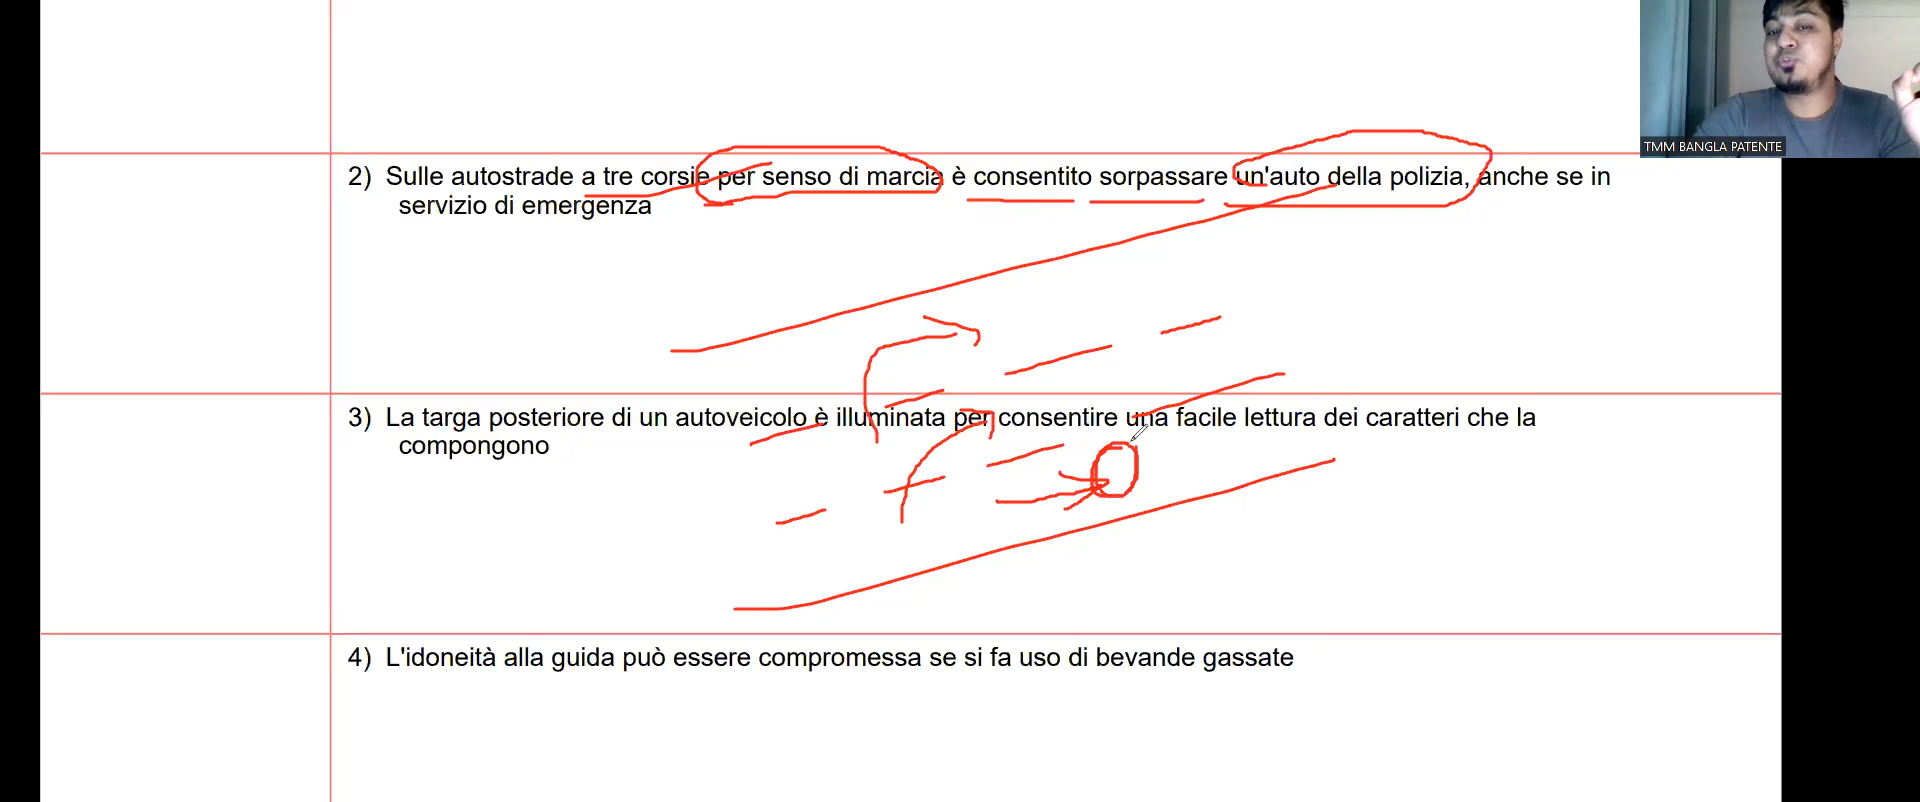 TMM BANGLA PATENTE
2) Sulle autostrade a tre corsie per senso di marcia è consentito sorpassare un'auto della polizia, anche se in
servizio di emergenza
3) La targa posteriore di un autoveicolo è illuminata per consentire una facile lettura dei caratteri che la
compongono
4) L'idoneità alla guida può essere compromessa se si fa uso di bevande gassate